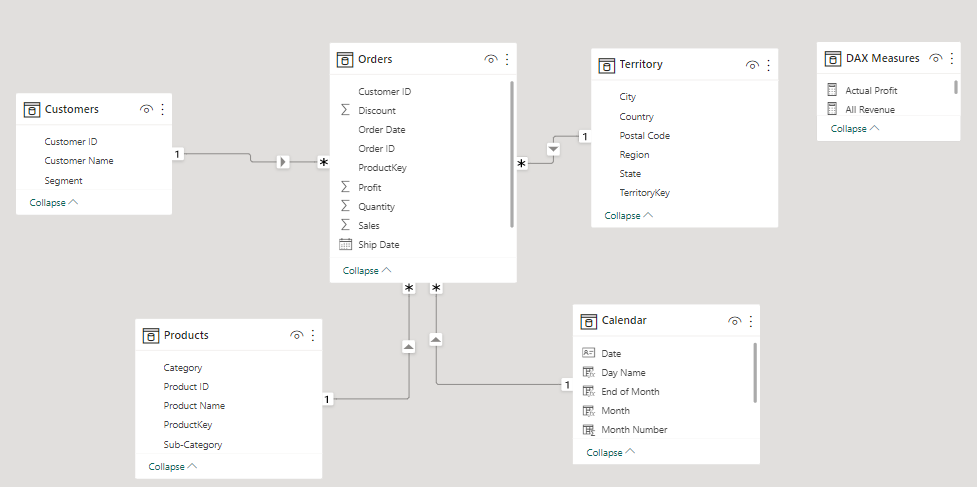 Customers
Customer ID
Customer Name
Segment
Collapse
1
*
Orders
Customer ID
Discount
Order Date
Order ID
ProductKey
Profit
Quantity
Sales
Ship Date
Collapse
*
1
Territory
City
Country
Postal Code
Region
State
TerritoryKey
Collapse
DAX Measures
Actual Profit
All Revenue
Collapse
*
*
Products
Category
Product ID
Product Name
ProductKey
Sub-Category
Collapse
1
1
Calendar
Date
Day Name
End of Month
Month
Month Number
Collapse